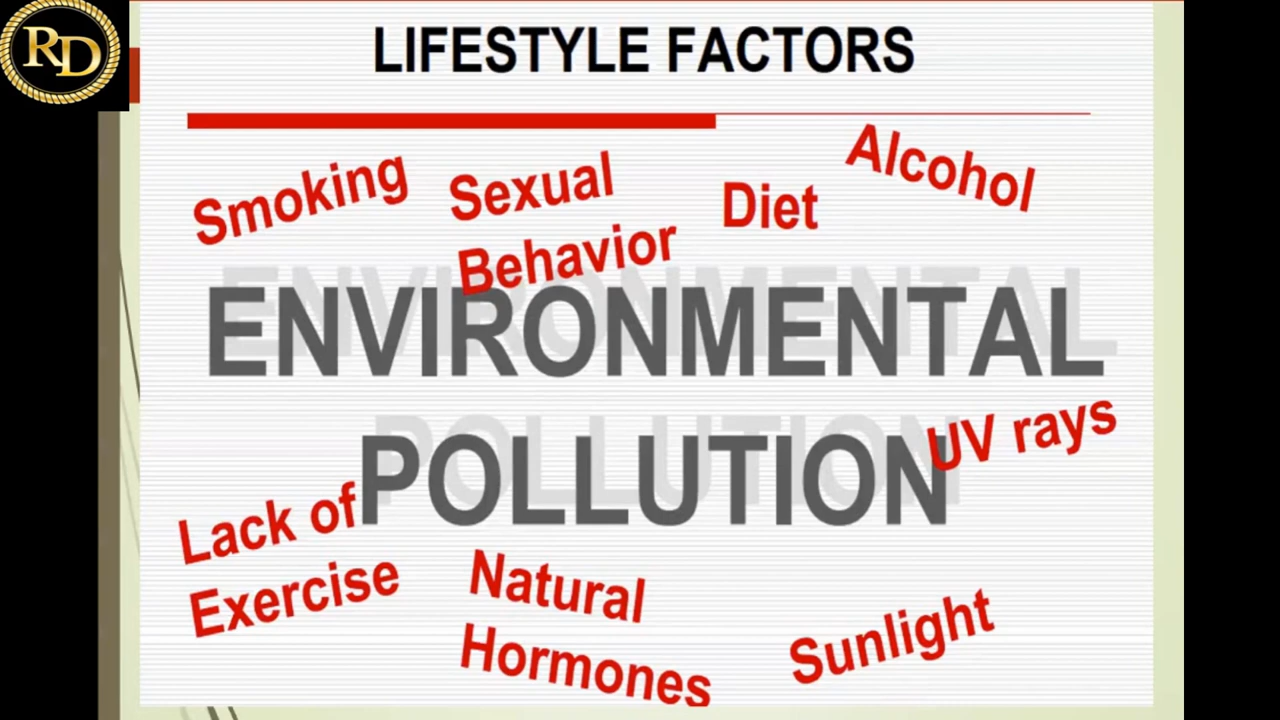 RD
LIFESTYLE FACTORS
Smoking
Sexual
Behavior
Diet
Alcohol
ENVIRONMENTAL
POLLUTION
UV rays
Lack of
Exercise
Natural
Hormones
Sunlight